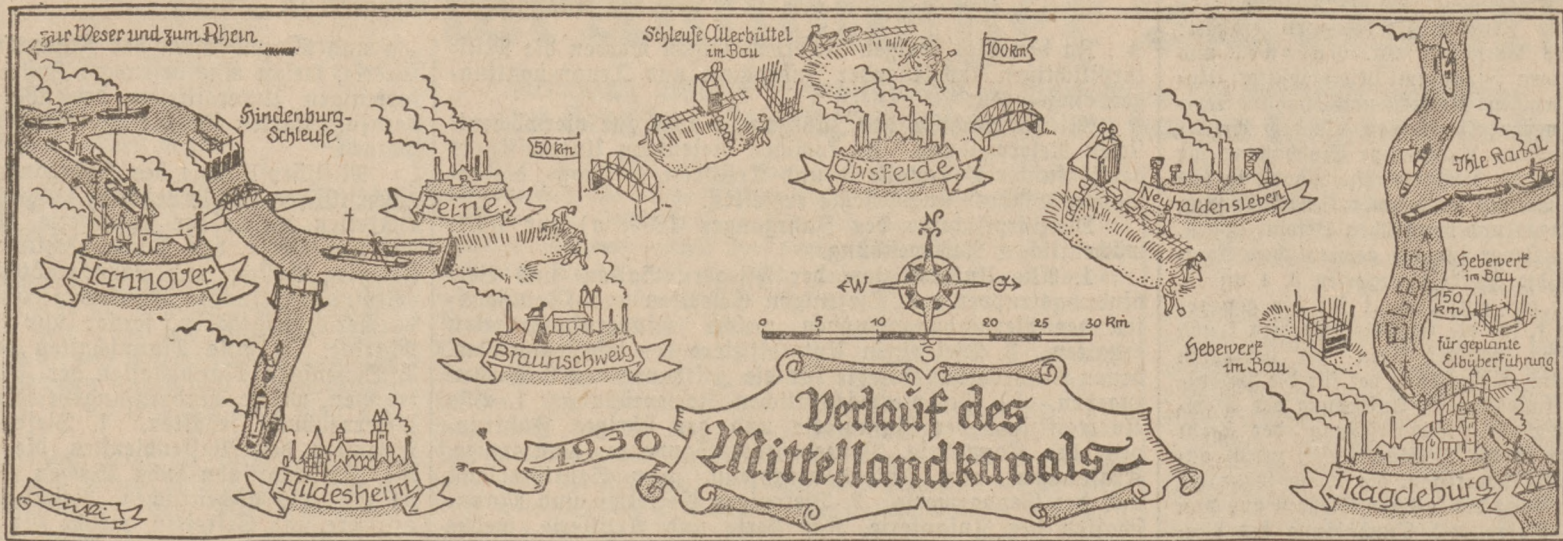 zur Weser und zum Rhein
Hindenburg-
Schleuse
Hannover
Peine
50 km
Schleuse Allerbüttel
im Bau
100 km
Obisfelde
Neuhaldensleben
Ihle Kanal
ELBE
Hebewerk
im Bau
150
km
für geplante
Elbüberführung
Hebewerk
im Bau
Braunschweig
Hildesheim
Magdeburg
N
W
O
S
0 5 10 20 25 30 Km
1930
Verlauf des
Mittellandkanals